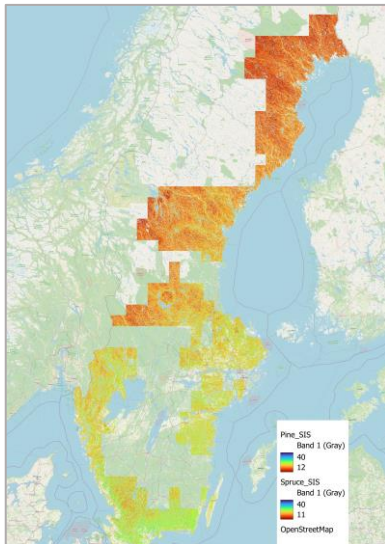 Pine_SIS
Band 1 (Gray)
40
12
Spruce_SIS
Band 1 (Gray)
40
11
OpenStreetMap